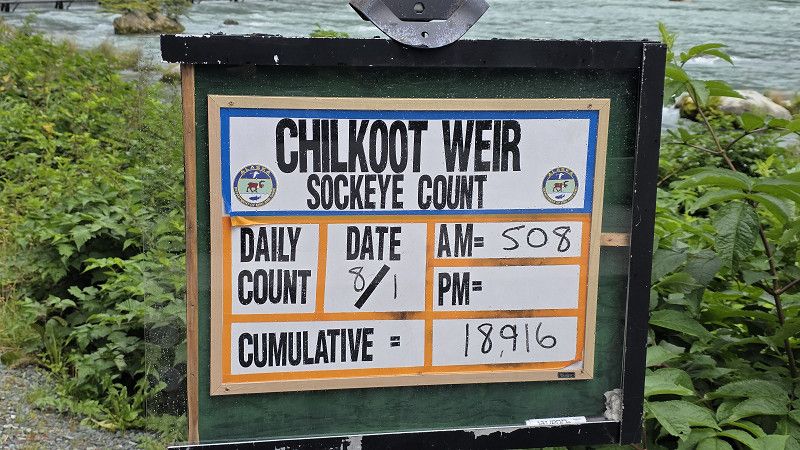 CHILKOOT WEIR
SOCKEYE COUNT
DAILY COUNT
DATE
8/1
AM= 508
PM=
CUMULATIVE = 18,916